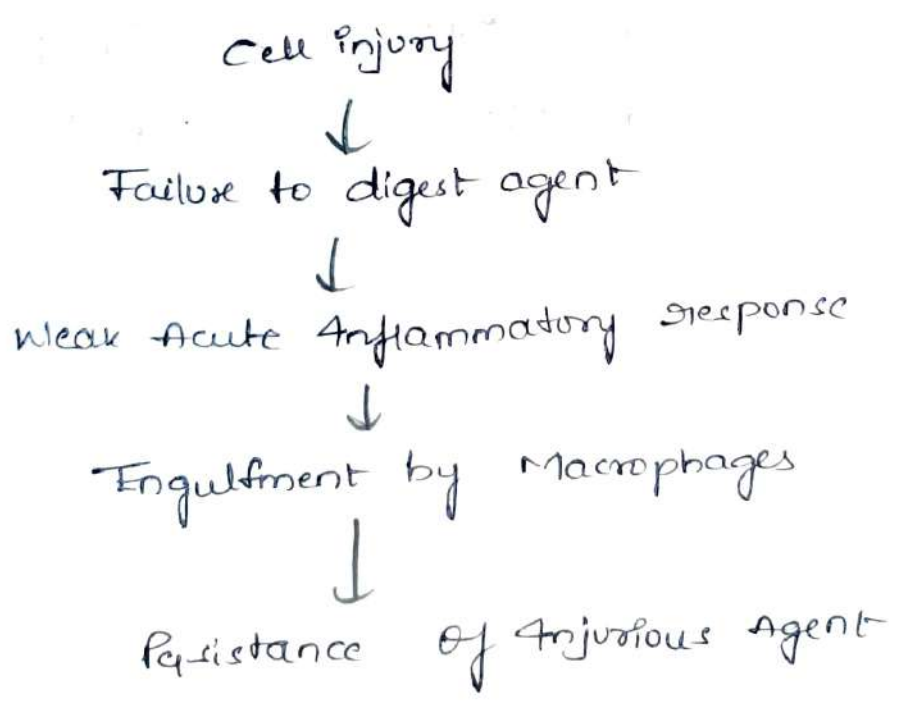 Cell injury
↓
Failure to digest agent
↓
Weak Acute Inflammatory response
↓
Engulfment by Macrophages
↓
Persistance of Injurious Agent